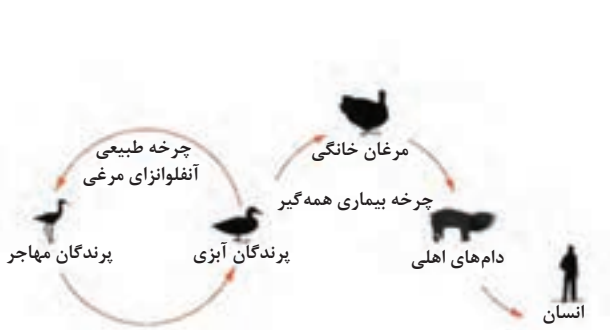 مرغان خانگی
چرخه طبیعی
آنفلوانزای مرغی
چرخه بیماری همه‌گیر
پرندگان مهاجر
پرندگان آبزی
دام‌های اهلی
انسان